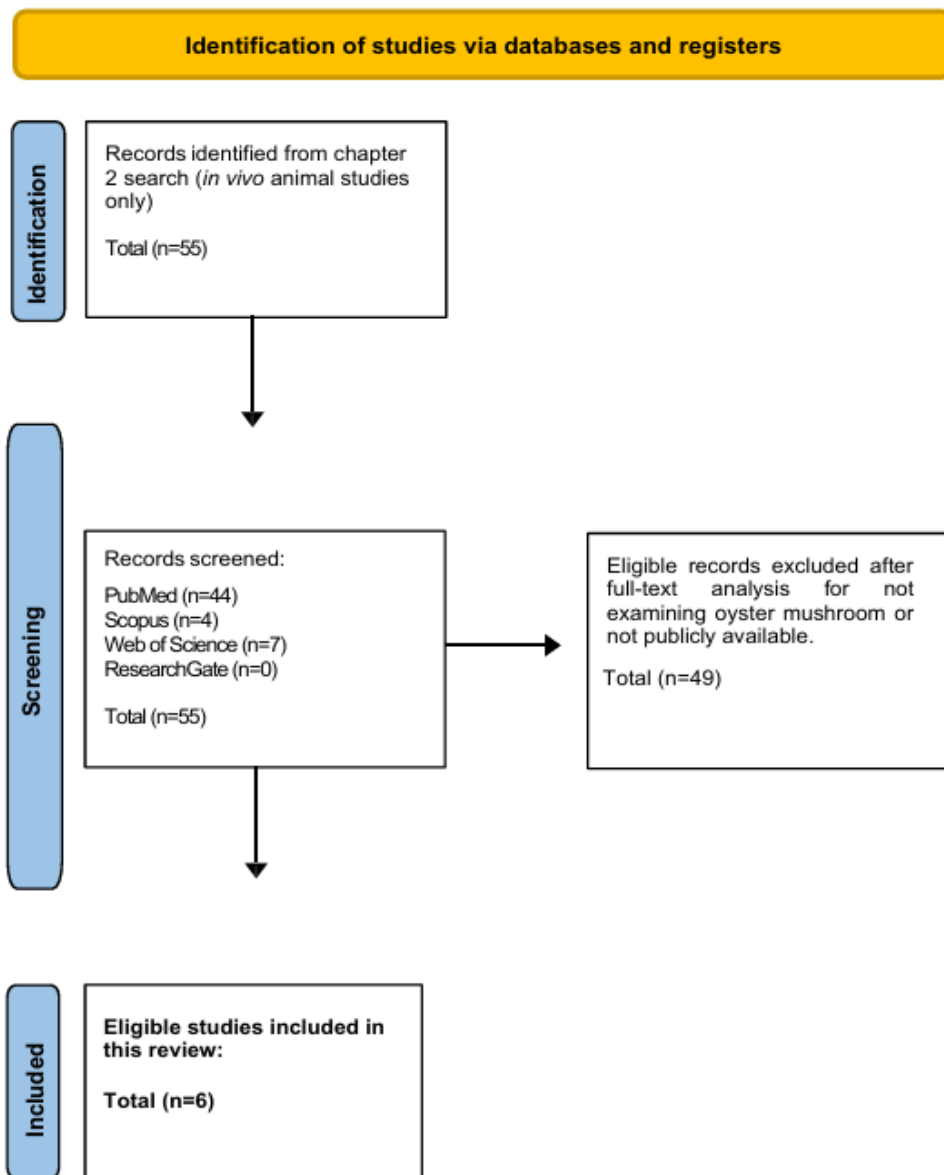 Identification of studies via databases and registers
Identification
Records identified from chapter
2 search (in vivo animal studies
only)
Total (n=55)
Screening
Records screened:
PubMed (n=44)
Scopus (n=4)
Web of Science (n=7)
ResearchGate (n=0)
Total (n=55)
Eligible records excluded after
full-text analysis for not
examining oyster mushroom or
not publicly available.
Total (n=49)
Included
Eligible studies included in
this review:
Total (n=6)